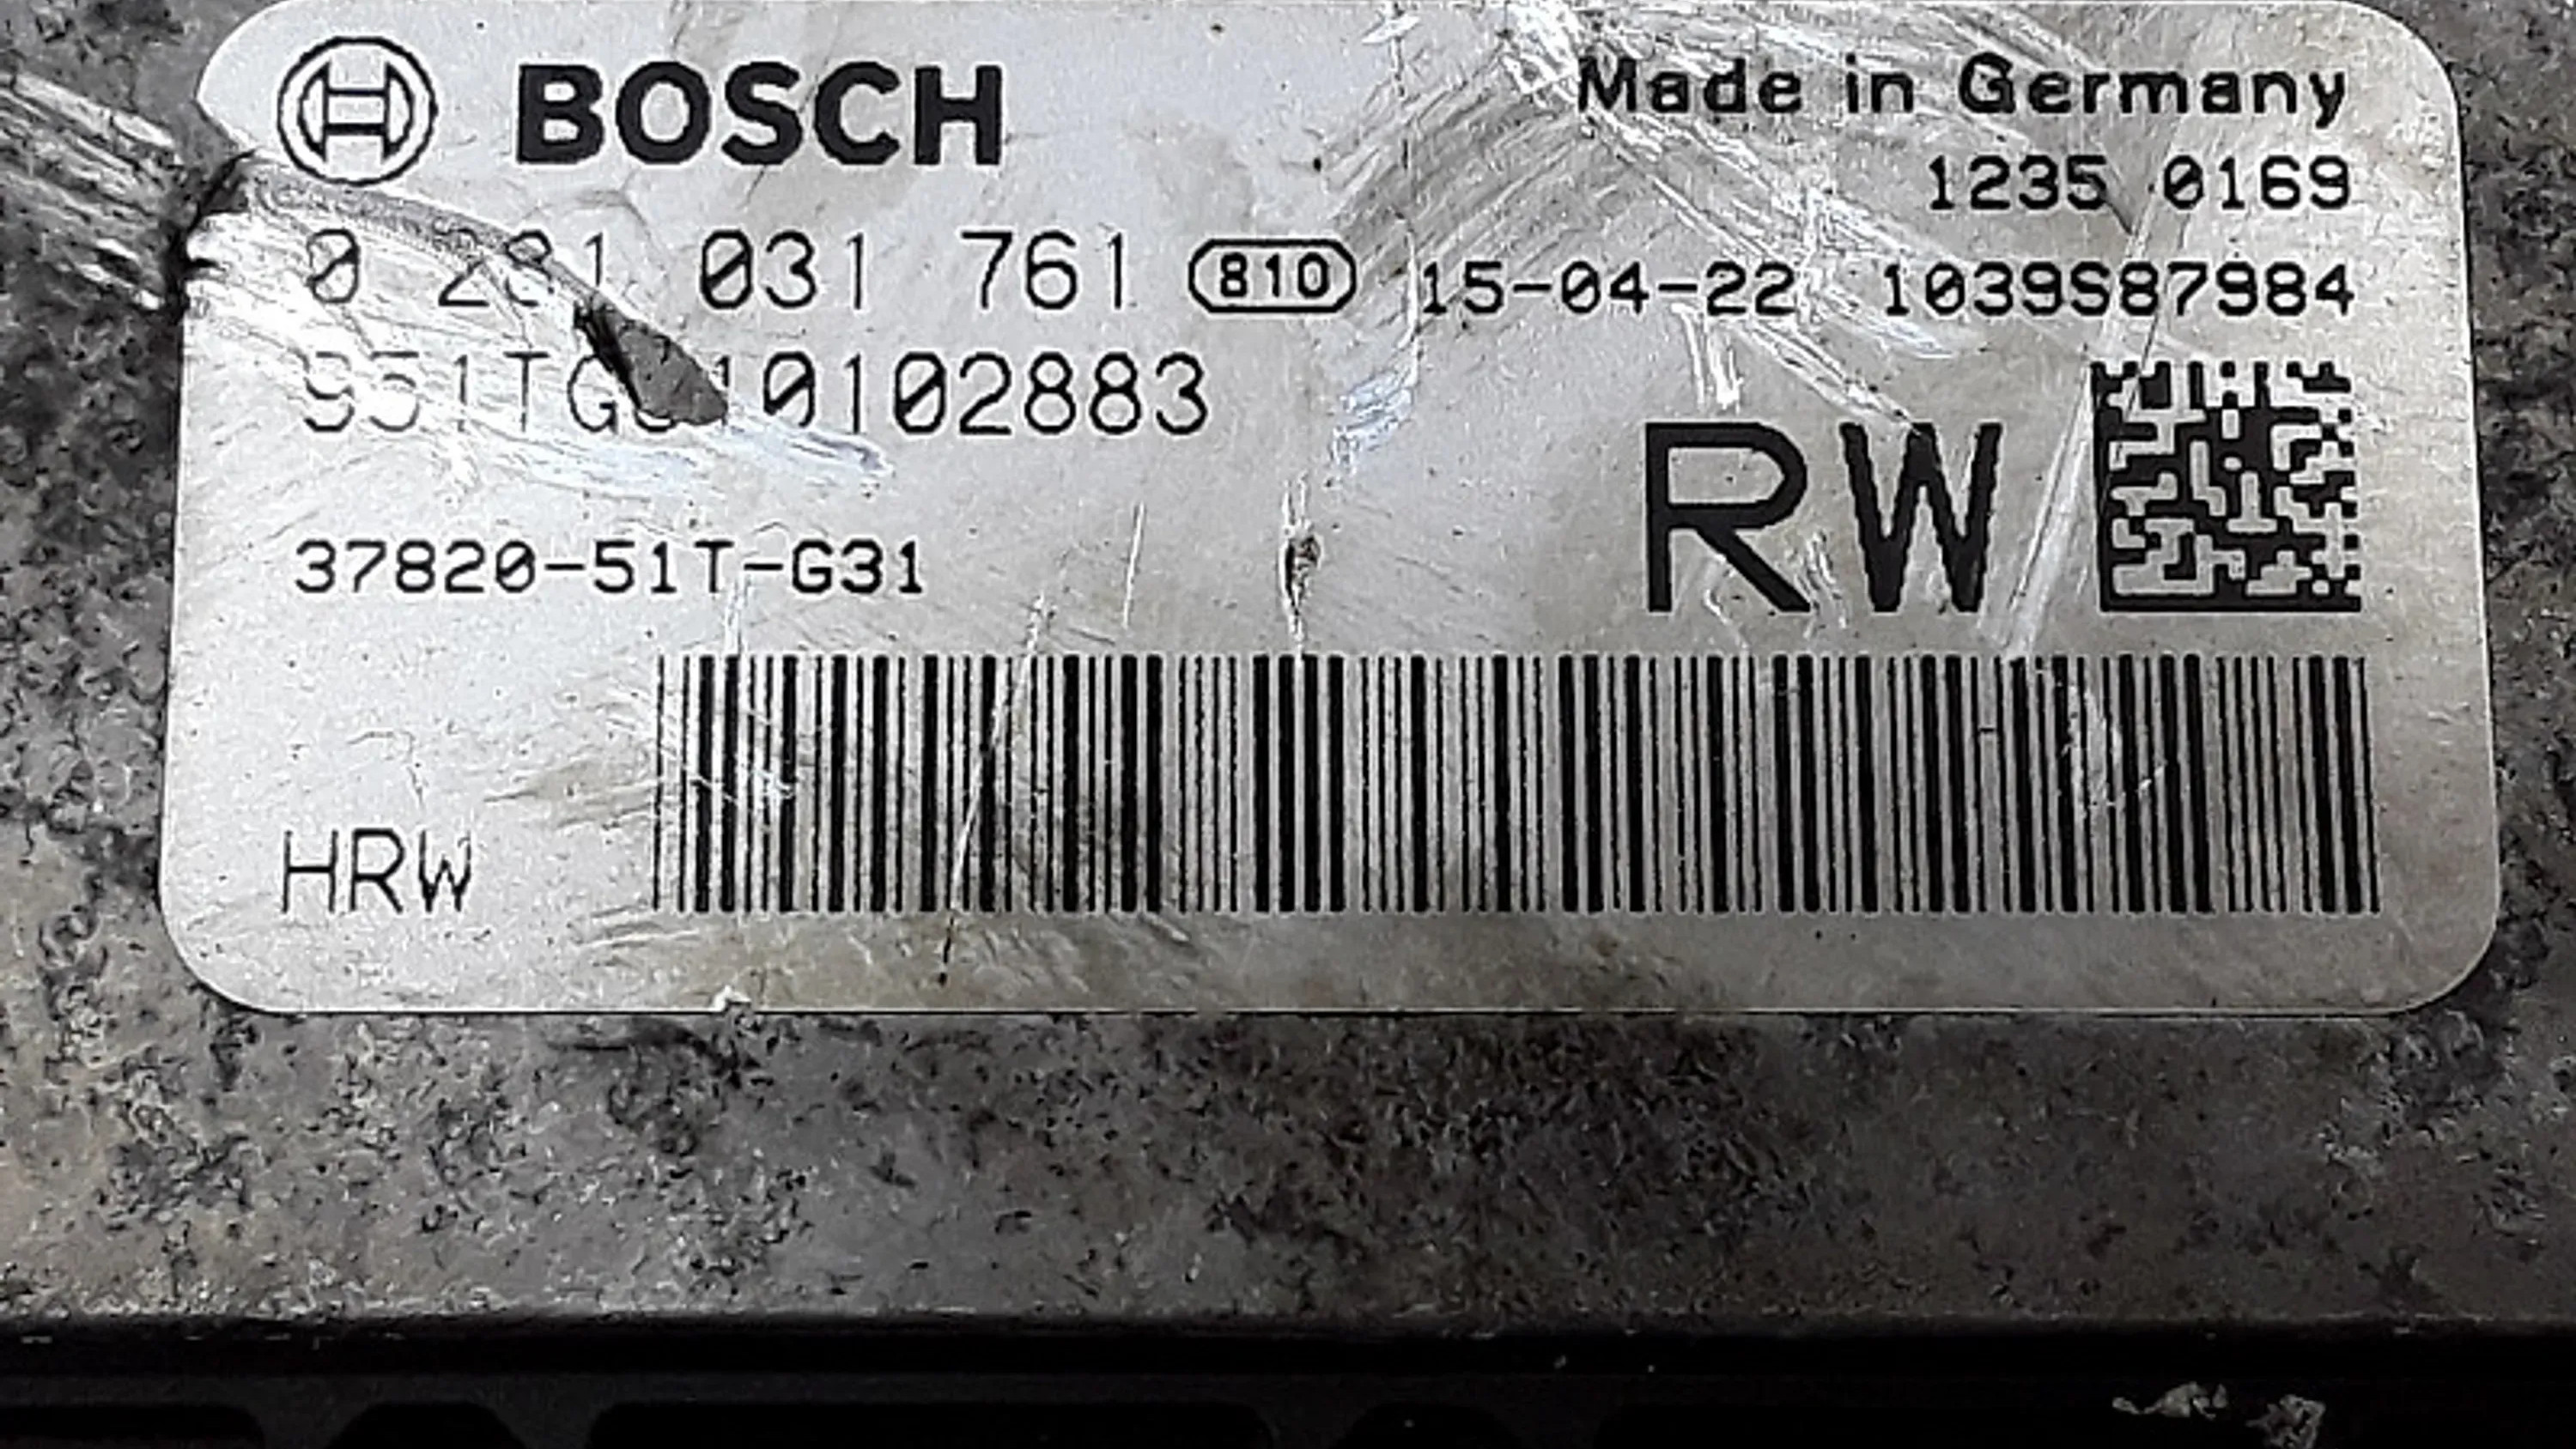 BOSCH
Made in Germany
1235 0169
0 281 031 761 810 15-04-22 1039S87984
37820-51T-G31
RW
HRW